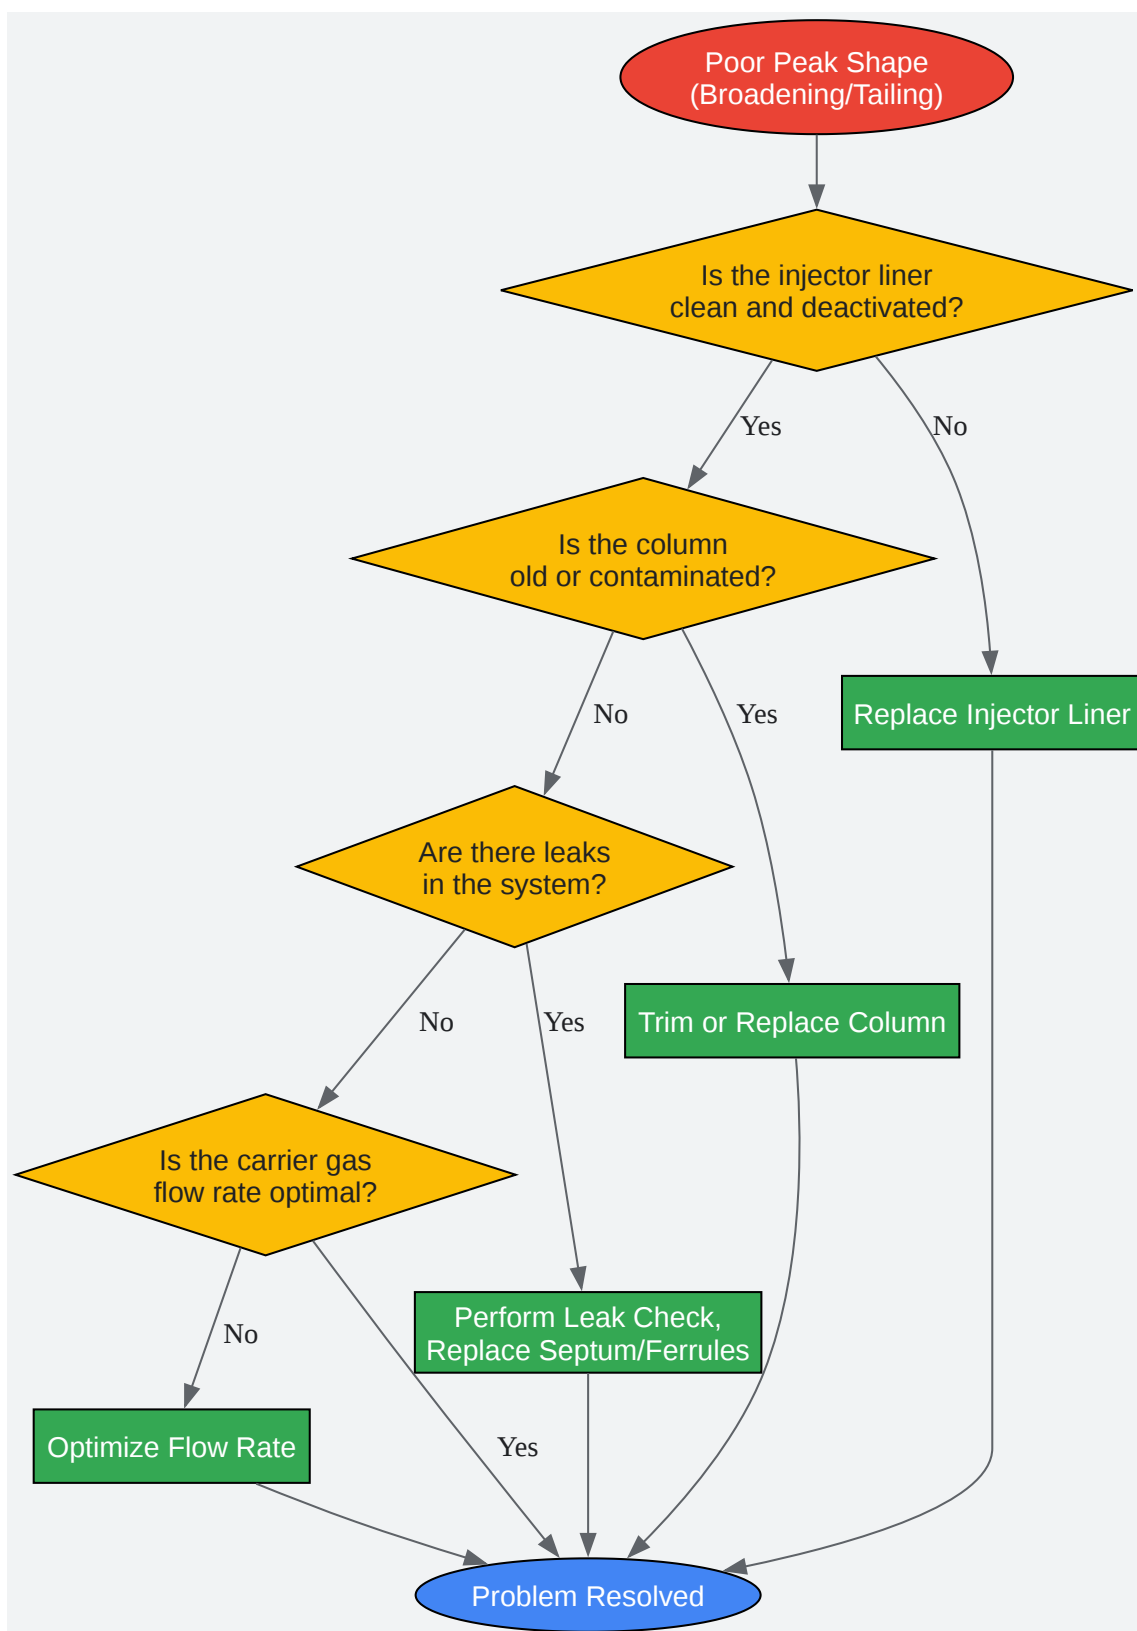 Poor Peak Shape
(Broadening/Tailing)
Is the injector liner
clean and deactivated?
Yes
No
Is the column
old or contaminated?
No
Yes
Replace Injector Liner
Are there leaks
in the system?
No
Yes
Trim or Replace Column
Is the carrier gas
flow rate optimal?
No
Perform Leak Check,
Replace Septum/Ferrules
Optimize Flow Rate
Yes
Problem Resolved